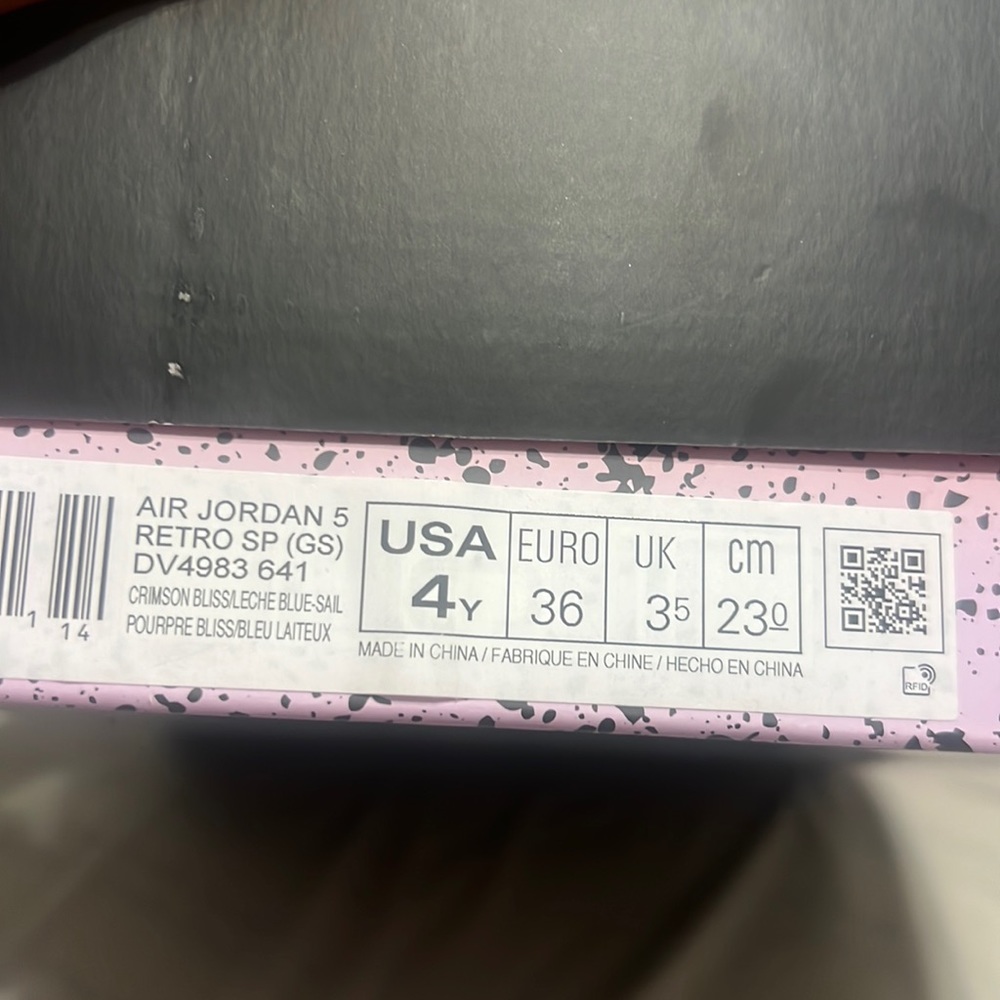 AIR JORDAN 5
RETRO SP (GS)
DV4983 641
CRIMSON BLISS/LECHE BLUE-SAIL
POURPRE BLISS/BLEU LAITEUX
1
14
USA
4Y
EURO
36
UK
35
cm
230
MADE IN CHINA / FABRIQUE EN CHINE / HECHO EN CHINA
RFID